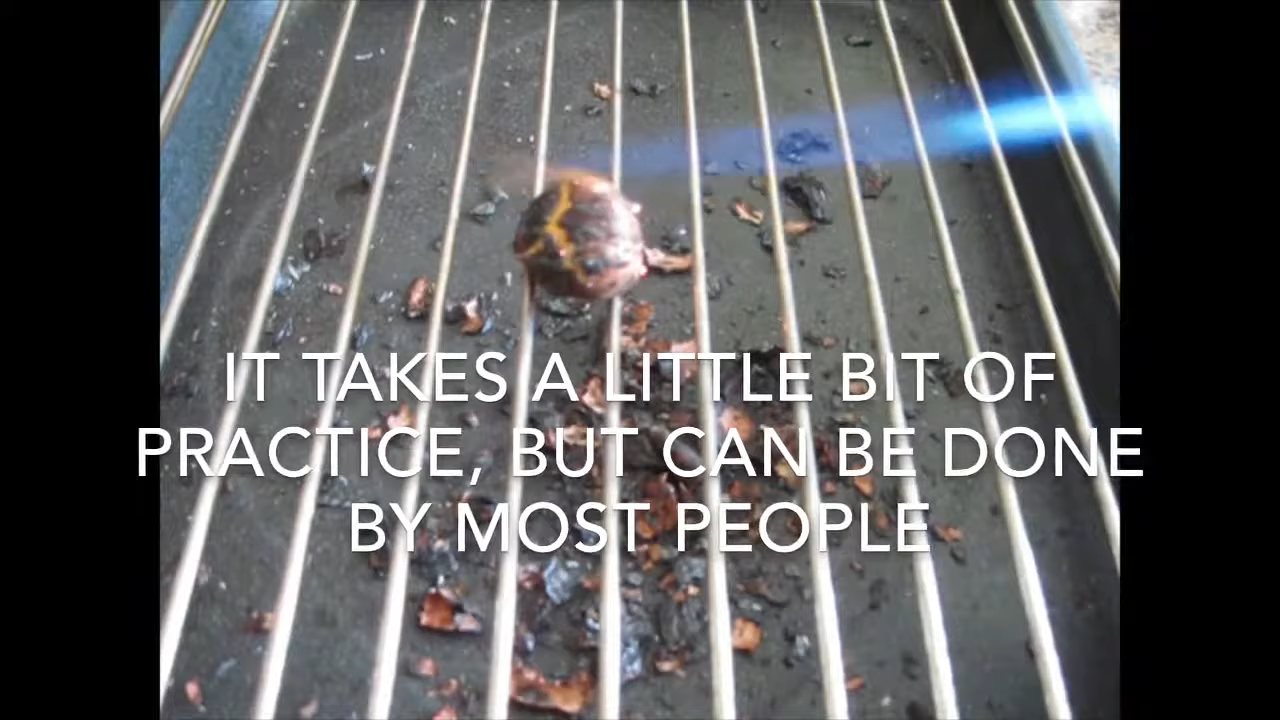 IT TAKES A LITTLE BIT OF
PRACTICE, BUT CAN BE DONE
BY MOST PEOPLE